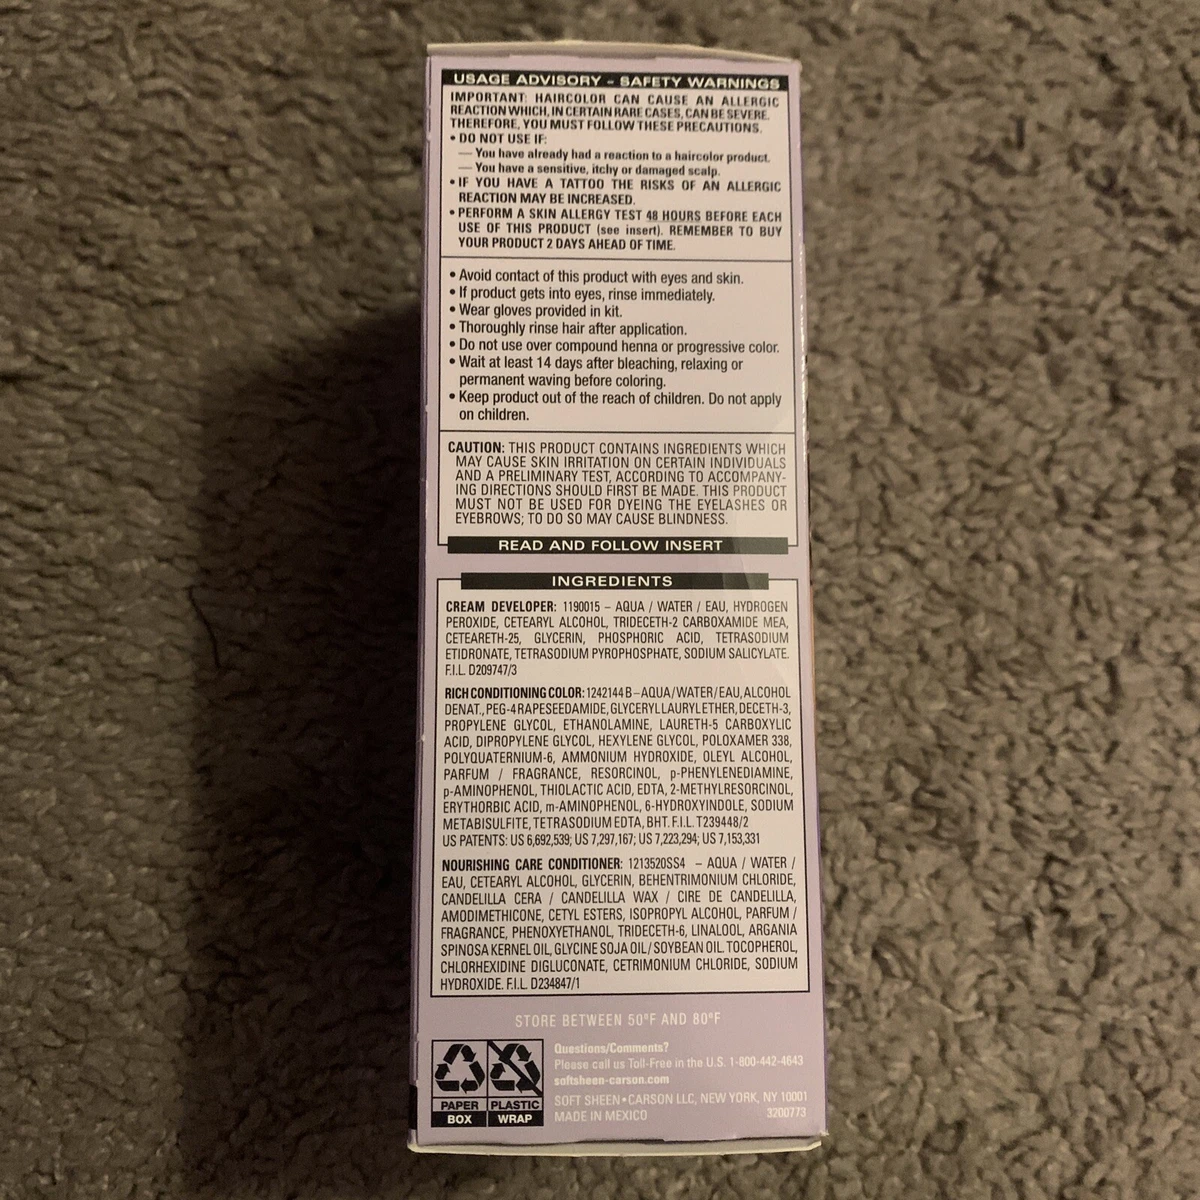 USAGE ADVISORY - SAFETY WARNINGS
IMPORTANT: HAIRCOLOR CAN CAUSE AN ALLERGIC
REACTION WHICH, IN CERTAIN RARE CASES, CAN BE SEVERE.
THEREFORE, YOU MUST FOLLOW THESE PRECAUTIONS.
• DO NOT USE IF:
— You have already had a reaction to a haircolor product.
— You have a sensitive, itchy or damaged scalp.
• IF YOU HAVE A TATTOO THE RISKS OF AN ALLERGIC
REACTION MAY BE INCREASED.
• PERFORM A SKIN ALLERGY TEST 48 HOURS BEFORE EACH
USE OF THIS PRODUCT (see insert). REMEMBER TO BUY
YOUR PRODUCT 2 DAYS AHEAD OF TIME.
• Avoid contact of this product with eyes and skin.
• If product gets into eyes, rinse immediately.
• Wear gloves provided in kit.
• Thoroughly rinse hair after application.
• Do not use over compound henna or progressive color.
• Wait at least 14 days after bleaching, relaxing or
permanent waving before coloring.
• Keep product out of the reach of children. Do not apply
on children.
CAUTION: THIS PRODUCT CONTAINS INGREDIENTS WHICH
MAY CAUSE SKIN IRRITATION ON CERTAIN INDIVIDUALS
AND A PRELIMINARY TEST, ACCORDING TO ACCOMPANY-
ING DIRECTIONS SHOULD FIRST BE MADE. THIS PRODUCT
MUST NOT BE USED FOR DYEING THE EYELASHES OR
EYEBROWS; TO DO SO MAY CAUSE BLINDNESS.
READ AND FOLLOW INSERT
INGREDIENTS
CREAM DEVELOPER: 1190015 – AQUA / WATER / EAU, HYDROGEN
PEROXIDE, CETEARYL ALCOHOL, TRIDECETH-2 CARBOXAMIDE MEA,
CETEARETH-25, GLYCERIN, PHOSPHORIC ACID, TETRASODIUM
ETIDRONATE, TETRASODIUM PYROPHOSPHATE, SODIUM SALICYLATE.
F.I.L. D209747/3
RICH CONDITIONING COLOR: 1242144 B – AQUA / WATER / EAU, ALCOHOL
DENAT., PEG-4 RAPESEEDAMIDE, GLYCERYL LAURYL ETHER, DECETH-3,
PROPYLENE GLYCOL, ETHANOLAMINE, LAURETH-5 CARBOXYLIC
ACID, DIPROPYLENE GLYCOL, HEXYLENE GLYCOL, POLOXAMER 338,
POLYQUATERNIUM-6, AMMONIUM HYDROXIDE, OLEYL ALCOHOL,
PARFUM / FRAGRANCE, RESORCINOL, p-PHENYLENEDIAMINE,
p-AMINOPHENOL, THIOLACTIC ACID, EDTA, 2-METHYLRESORCINOL,
ERYTHORBIC ACID, m-AMINOPHENOL, 6-HYDROXYINDOLE, SODIUM
METABISULFITE, TETRASODIUM EDTA, BHT. F.I.L. T239448/2
US PATENTS: US 6,692,539; US 7,297,167; US 7,223,294; US 7,153,331
NOURISHING CARE CONDITIONER: 1213520SS4 – AQUA / WATER /
EAU, CETEARYL ALCOHOL, GLYCERIN, BEHENTRIMONIUM CHLORIDE,
CANDELILLA CERA / CANDELILLA WAX / CIRE DE CANDELILLA,
AMODIMETHICONE, CETYL ESTERS, ISOPROPYL ALCOHOL, PARFUM /
FRAGRANCE, PHENOXYETHANOL, TRIDECETH-6, LINALOOL, ARGANIA
SPINOSA KERNEL OIL, GLYCINE SOJA OIL / SOYBEAN OIL, TOCOPHEROL,
CHLORHEXIDINE DIGLUCONATE, CETRIMONIUM CHLORIDE, SODIUM
HYDROXIDE. F.I.L. D234847/1
STORE BETWEEN 50°F AND 80°F
PAPER
BOX
PLASTIC
WRAP
Questions/Comments?
Please call us Toll-Free in the U.S. 1-800-442-4643
softsheen-carson.com
SOFT SHEEN•CARSON LLC, NEW YORK, NY 10001
MADE IN MEXICO 3200773